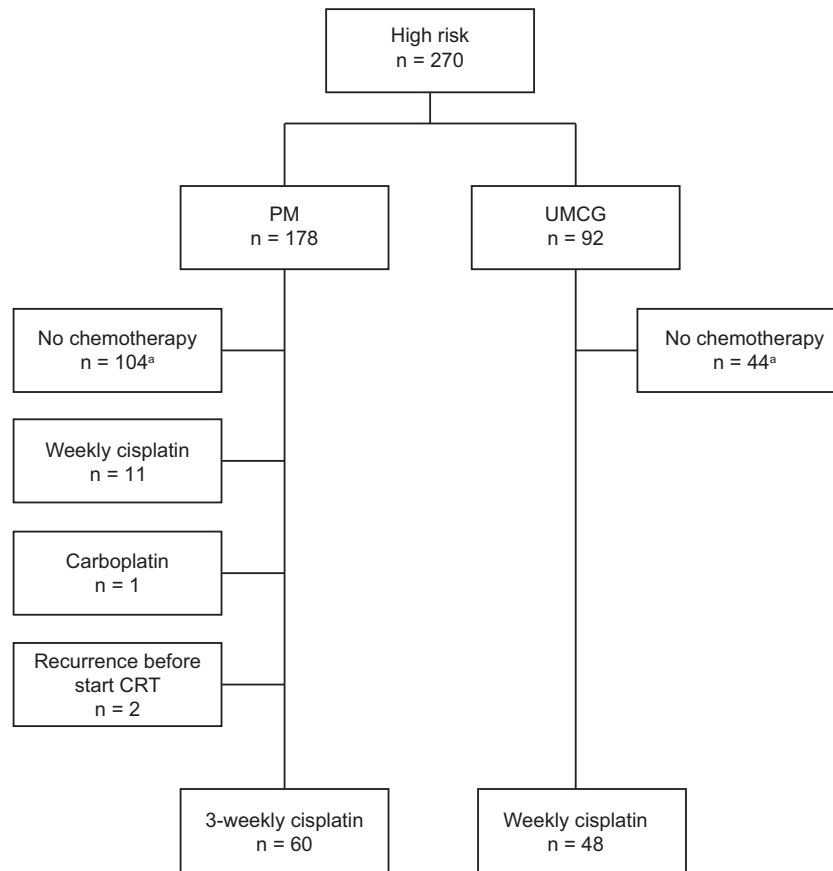 High risk
n = 270
PM
n = 178
UMCG
n = 92
No chemotherapy
n = 104ᵃ
No chemotherapy
n = 44ᵃ
Weekly cisplatin
n = 11
Carboplatin
n = 1
Recurrence before
start CRT
n = 2
3-weekly cisplatin
n = 60
Weekly cisplatin
n = 48